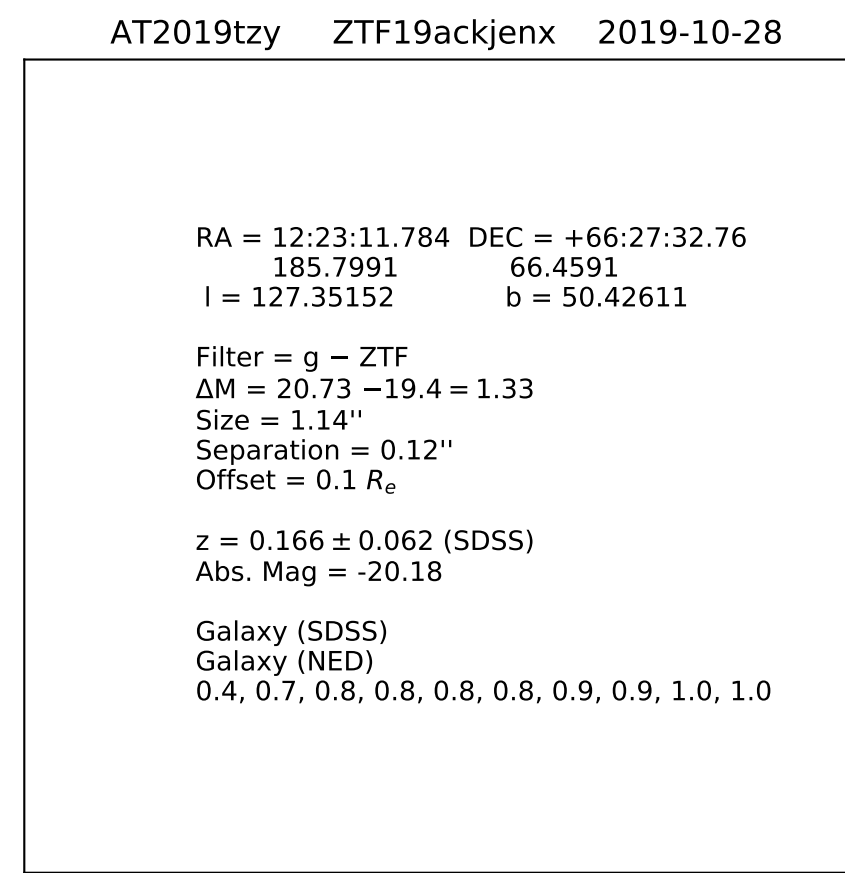 AT2019tzy ZTF19ackjenx 2019-10-28
RA = 12:23:11.784 DEC = +66:27:32.76
185.7991 66.4591
l = 127.35152 b = 50.42611
Filter = g − ZTF
ΔM = 20.73 −19.4 = 1.33
Size = 1.14''
Separation = 0.12''
Offset = 0.1 Re
z = 0.166 ± 0.062 (SDSS)
Abs. Mag = -20.18
Galaxy (SDSS)
Galaxy (NED)
0.4, 0.7, 0.8, 0.8, 0.8, 0.8, 0.9, 0.9, 1.0, 1.0